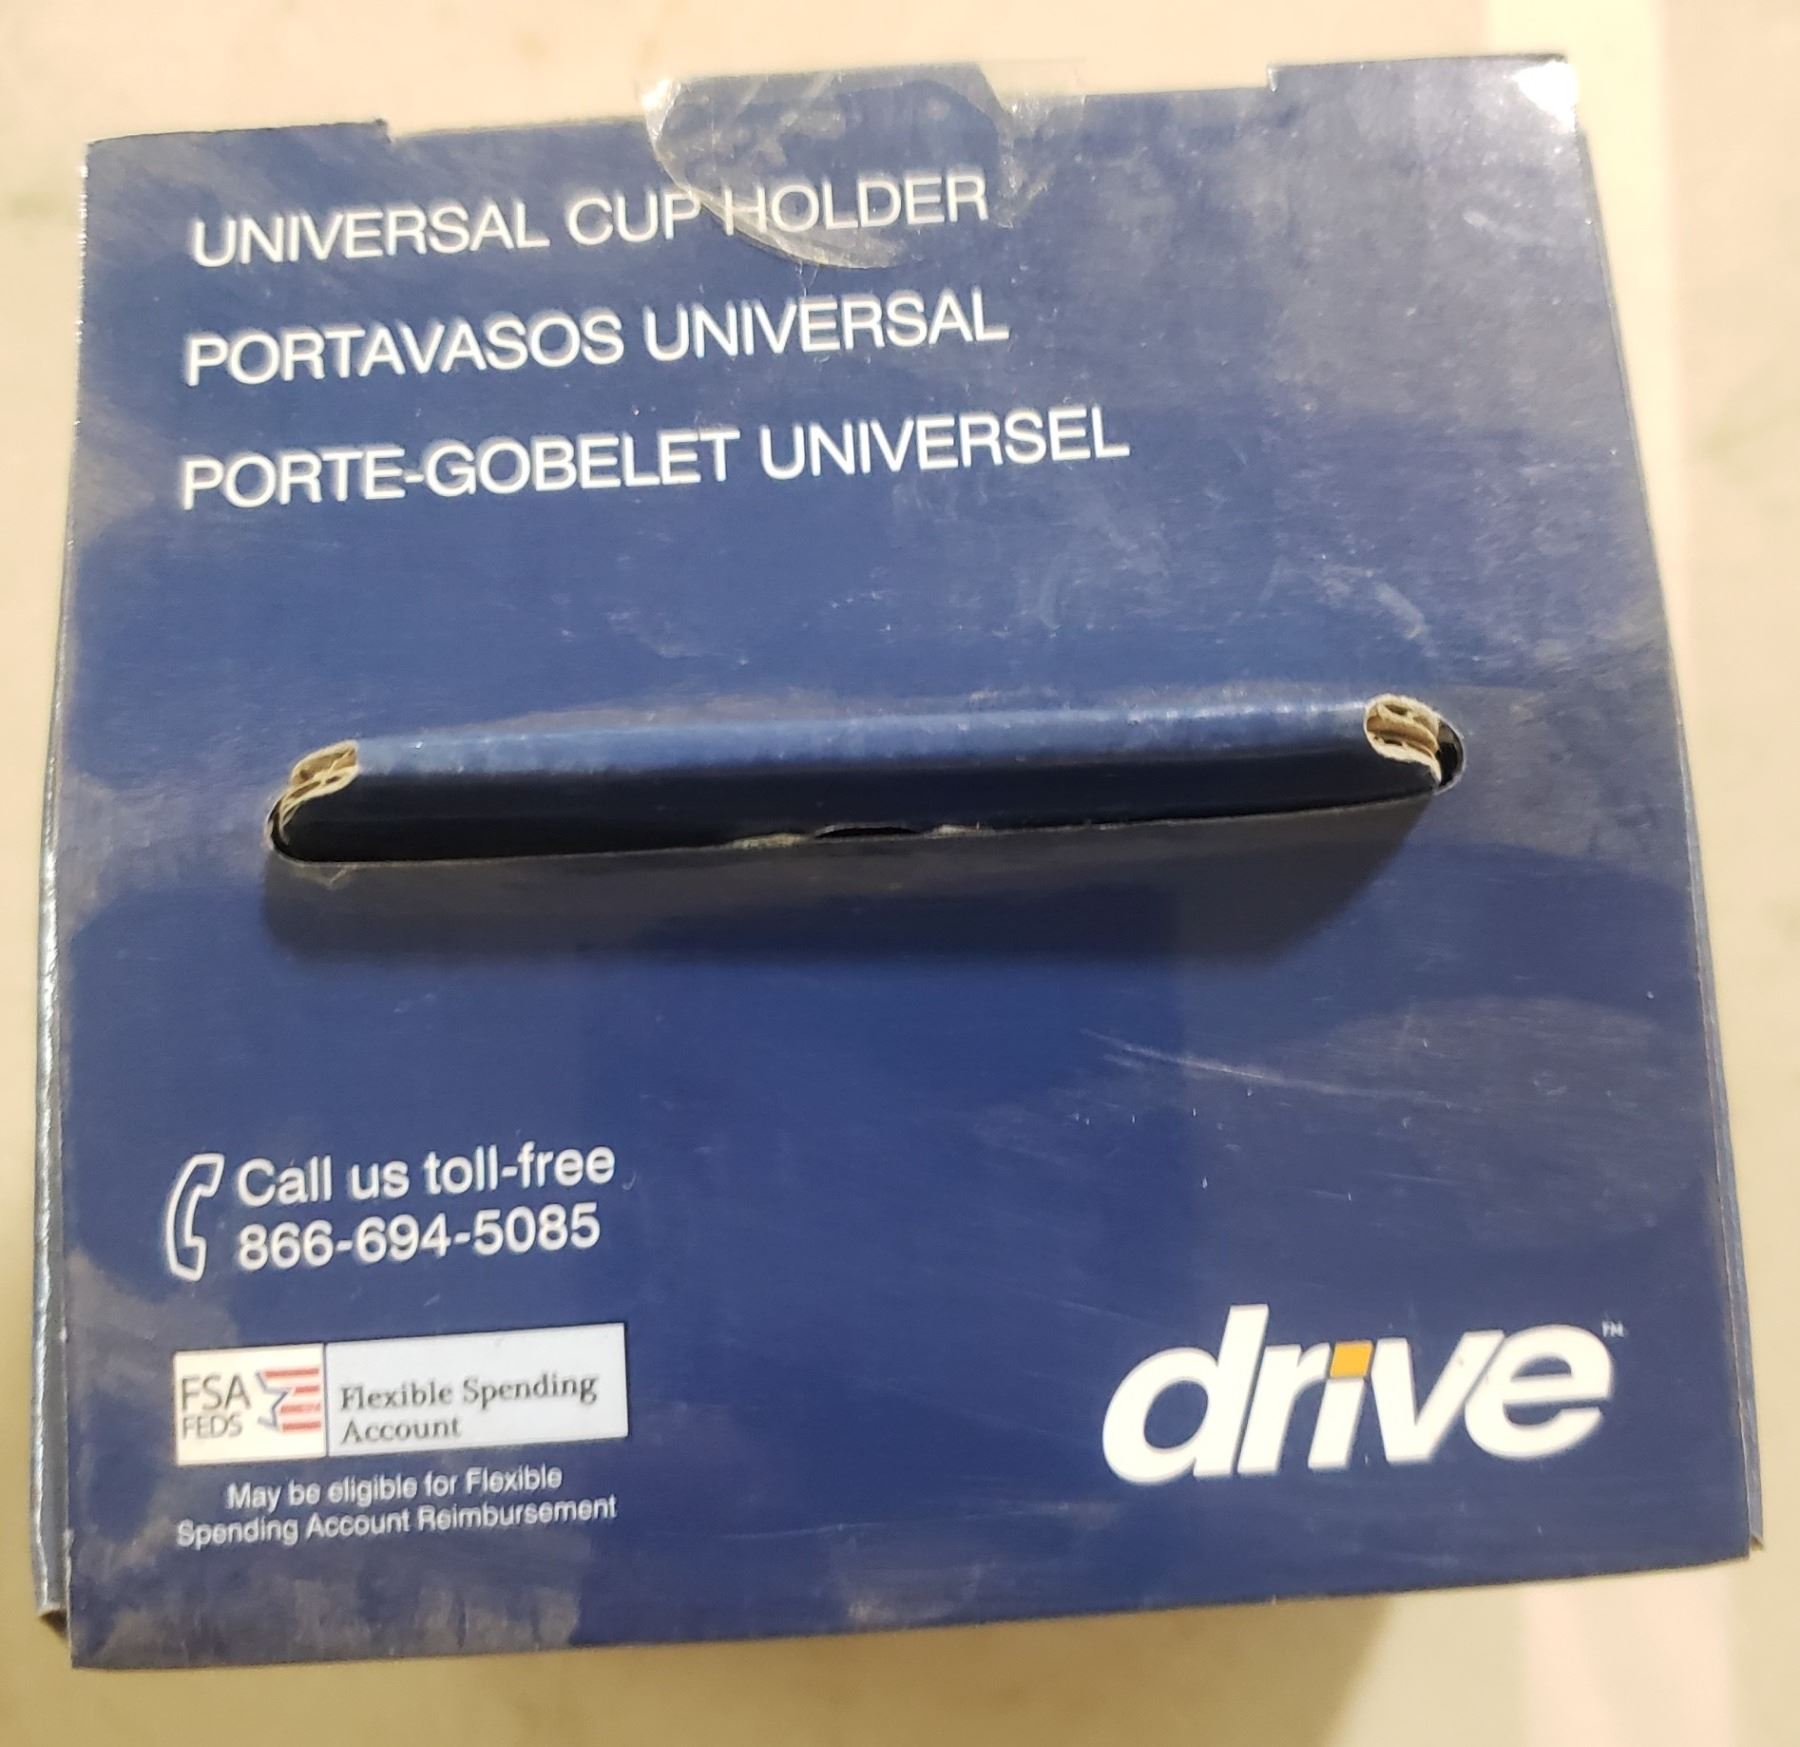 UNIVERSAL CUP HOLDER
PORTAVASOS UNIVERSAL
PORTE-GOBELET UNIVERSEL
Call us toll-free
866-694-5085
FSA
FEDS
Flexible Spending
Account
May be eligible for Flexible
Spending Account Reimbursement
drive™